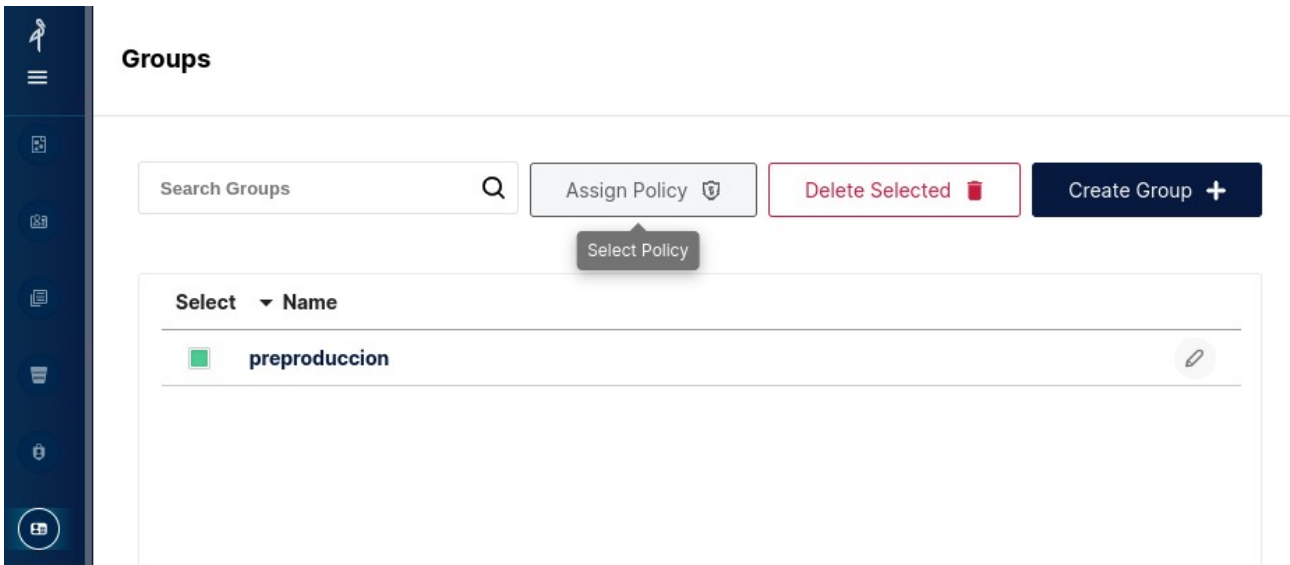 Groups
Search Groups
Assign Policy
Delete Selected
Create Group
Select Policy
Select Name
preproduccion